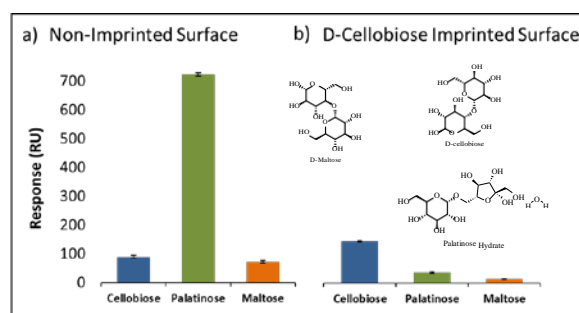 a) Non-Imprinted Surface
b) D-Cellobiose Imprinted Surface
Response (RU)
700
600
500
400
300
200
100
0
Cellobiose
Palatinose
Maltose
Cellobiose
Palatinose
Maltose
D-Maltose
D-cellobiose
Palatinose Hydrate